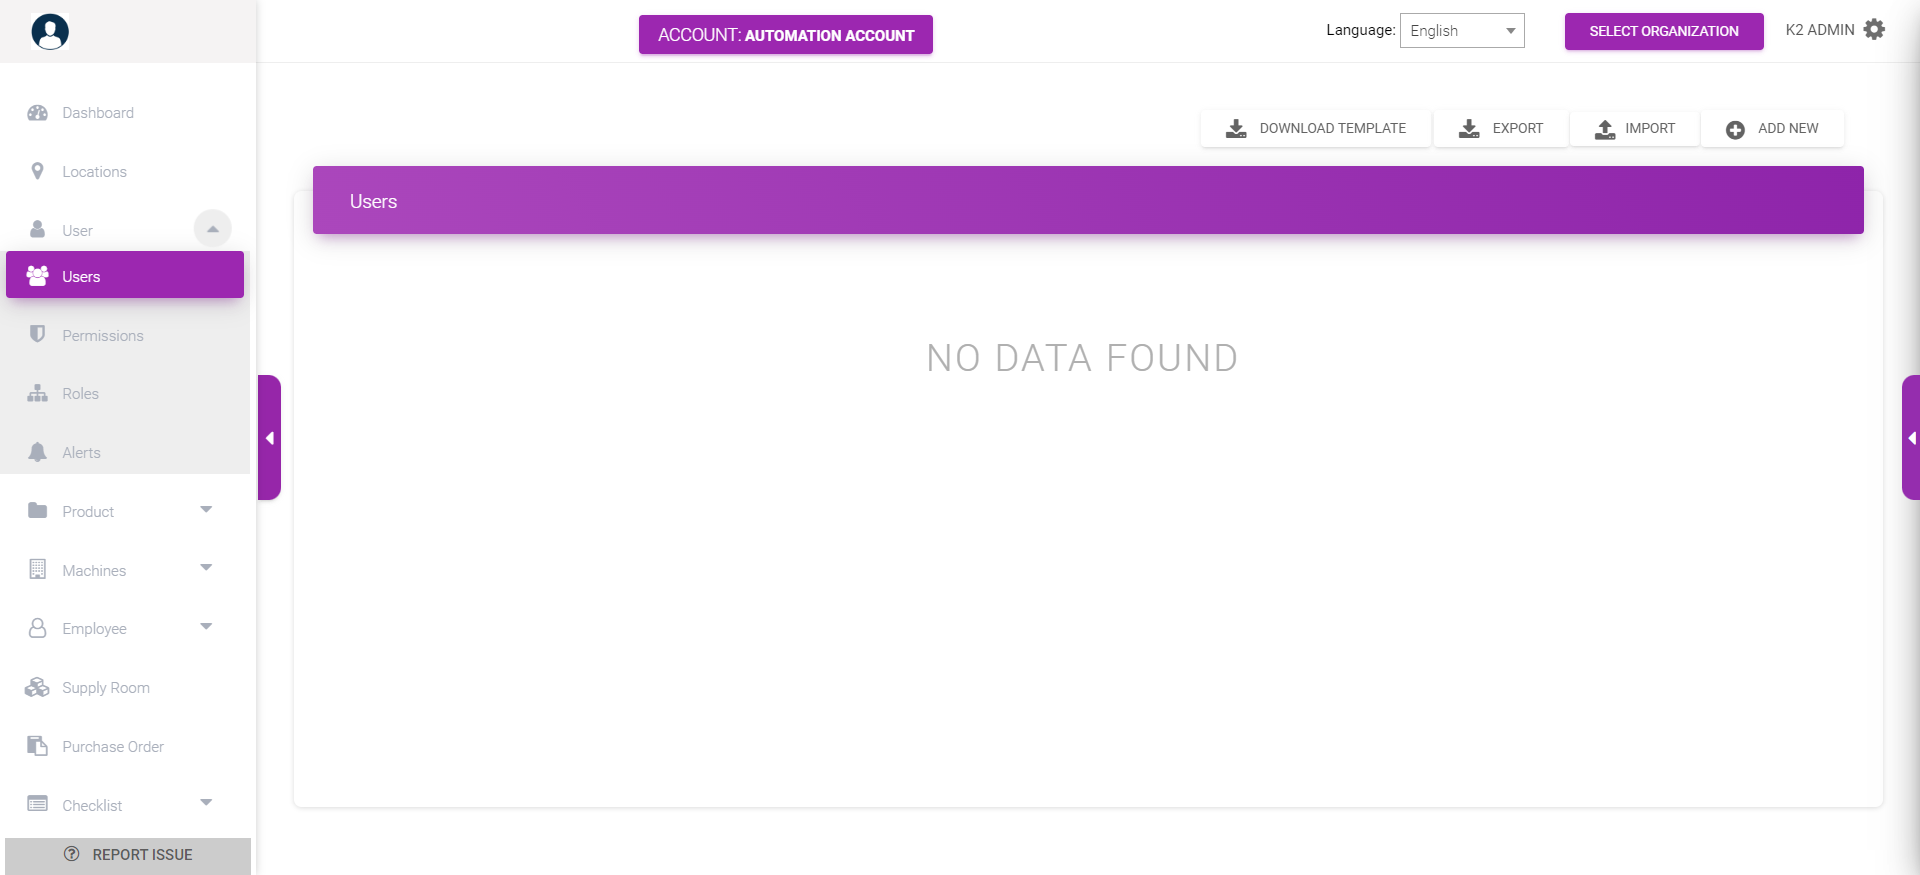 ACCOUNT: AUTOMATION ACCOUNT
Language: English
SELECT ORGANIZATION
K2 ADMIN
Dashboard
Locations
User
Users
Permissions
Roles
Alerts
Product
Machines
Employee
Supply Room
Purchase Order
Checklist
REPORT ISSUE
DOWNLOAD TEMPLATE
EXPORT
IMPORT
ADD NEW
Users
NO DATA FOUND